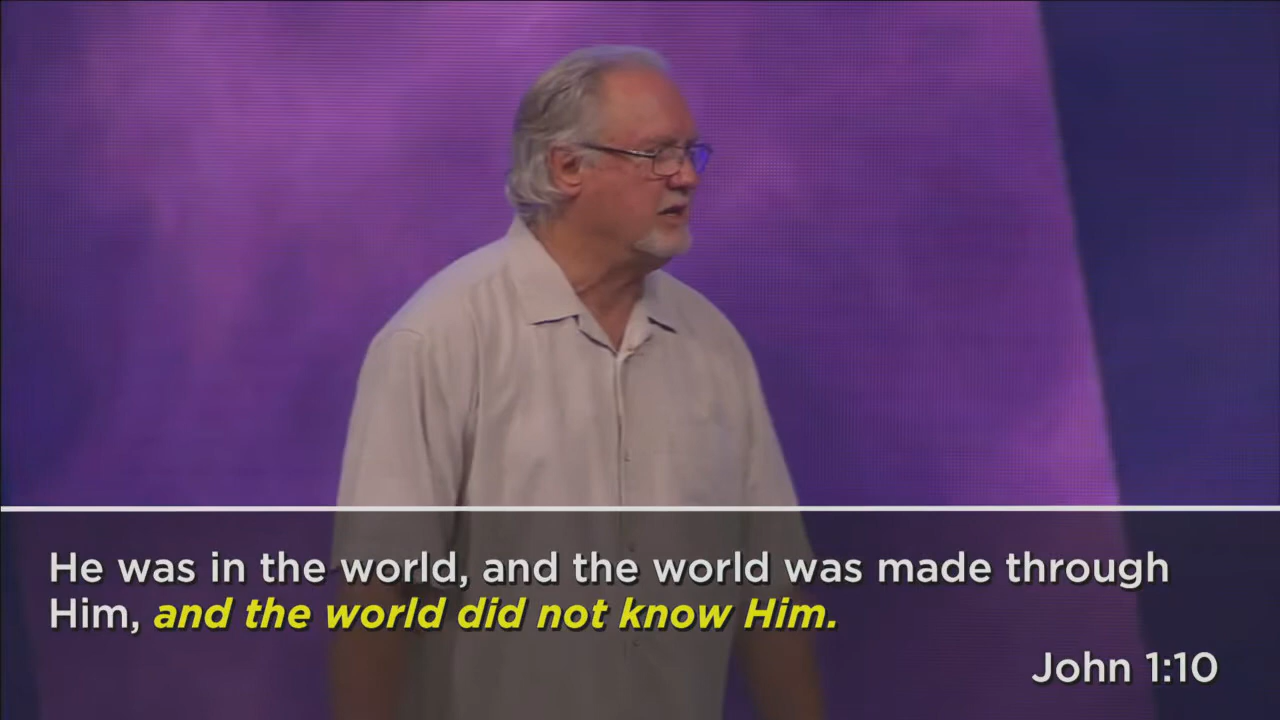 He was in the world, and the world was made through
Him, and the world did not know Him.
John 1:10